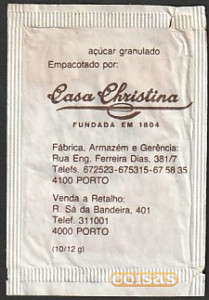 açúcar granulado
Empacotado por:
Casa Christina
FUNDADA EM 1804
Fábrica, Armazém e Gerência:
Rua Eng. Ferreira Dias, 381/7
Telefs. 672523-675315-67 58 35
4100 PORTO
Venda a Retalho:
R. Sá da Bandeira, 401
Telef. 311001
4000 PORTO
(10/12 g)
coisas